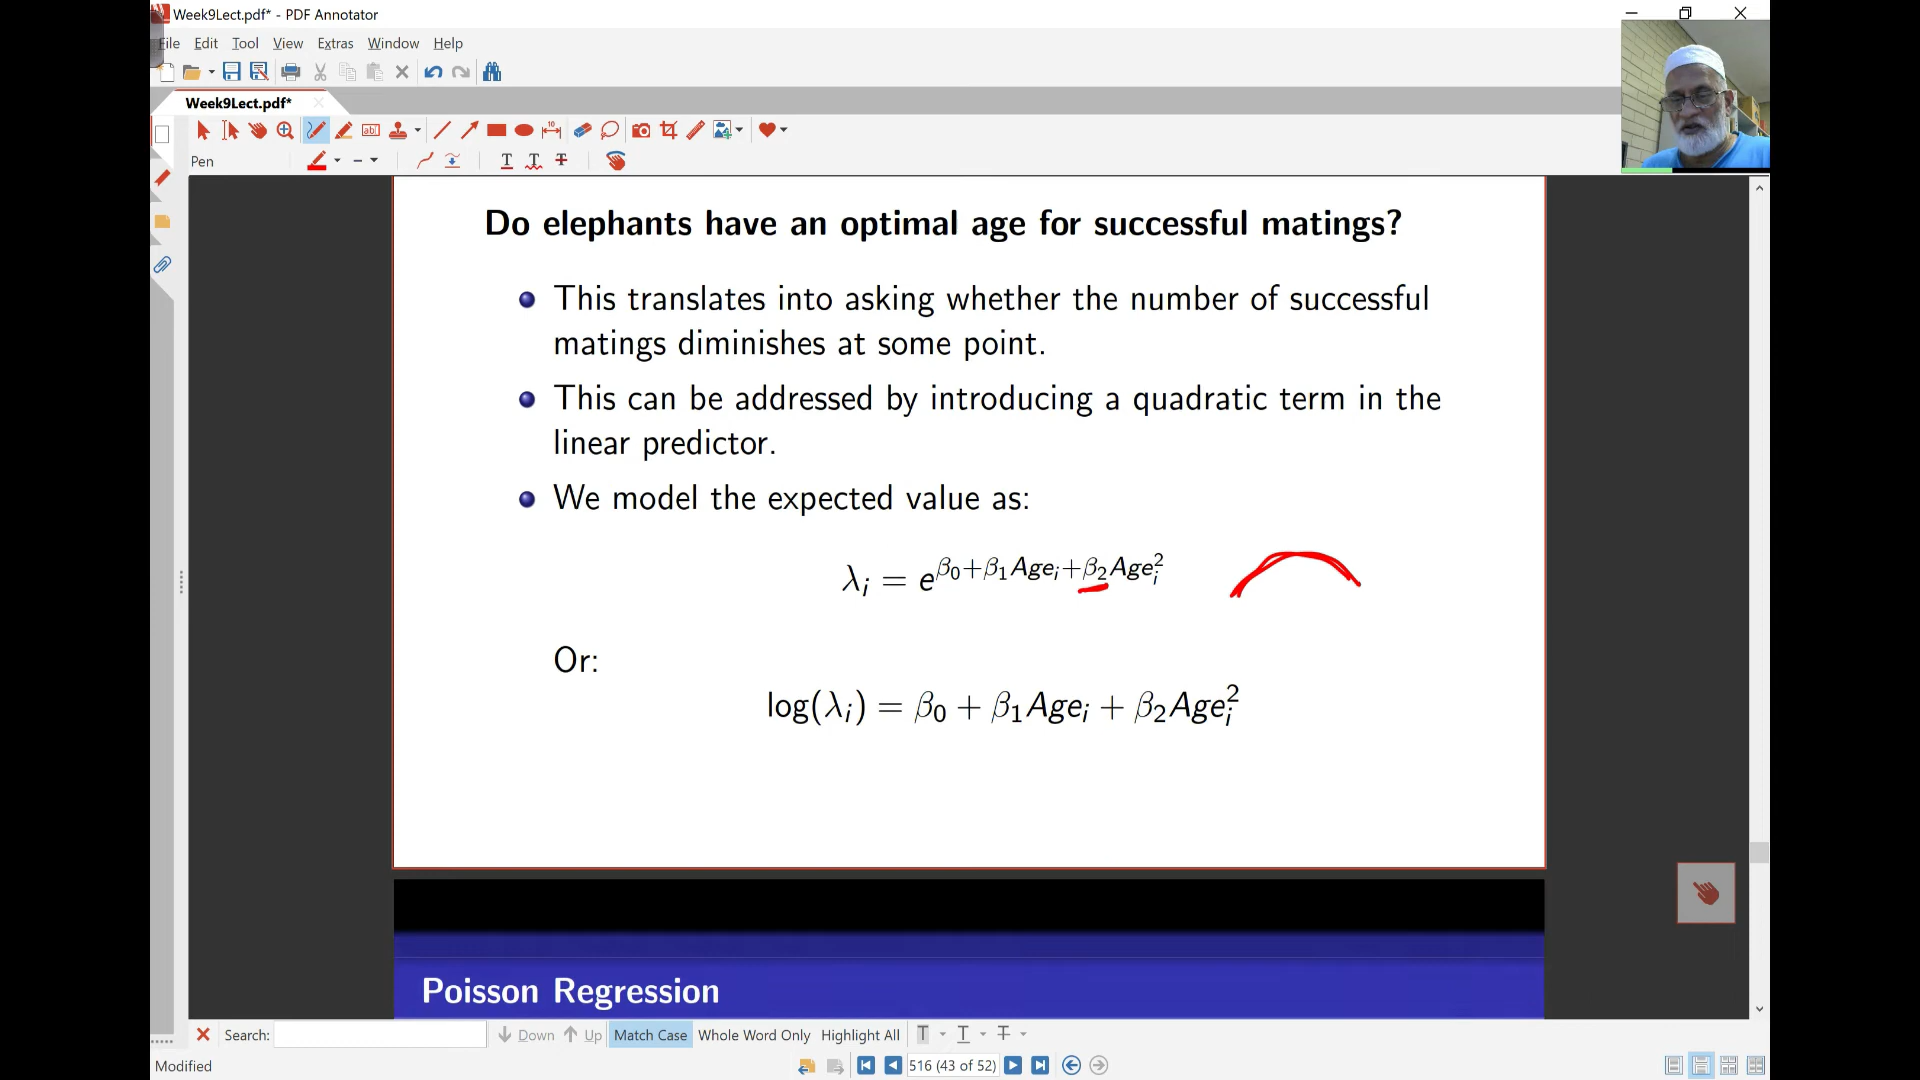 Week9Lect.pdf* - PDF Annotator
File Edit Tool View Extras Window Help
Week9Lect.pdf*
Pen
Do elephants have an optimal age for successful matings?
This translates into asking whether the number of successful
matings diminishes at some point.
This can be addressed by introducing a quadratic term in the
linear predictor.
We model the expected value as:
λᵢ = e^{β₀+β₁Ageᵢ+β₂Ageᵢ²}
Or:
log(λᵢ) = β₀ + β₁Ageᵢ + β₂Ageᵢ²
Poisson Regression
Search: Down Up Match Case Whole Word Only Highlight All
Modified 516 (43 of 52)